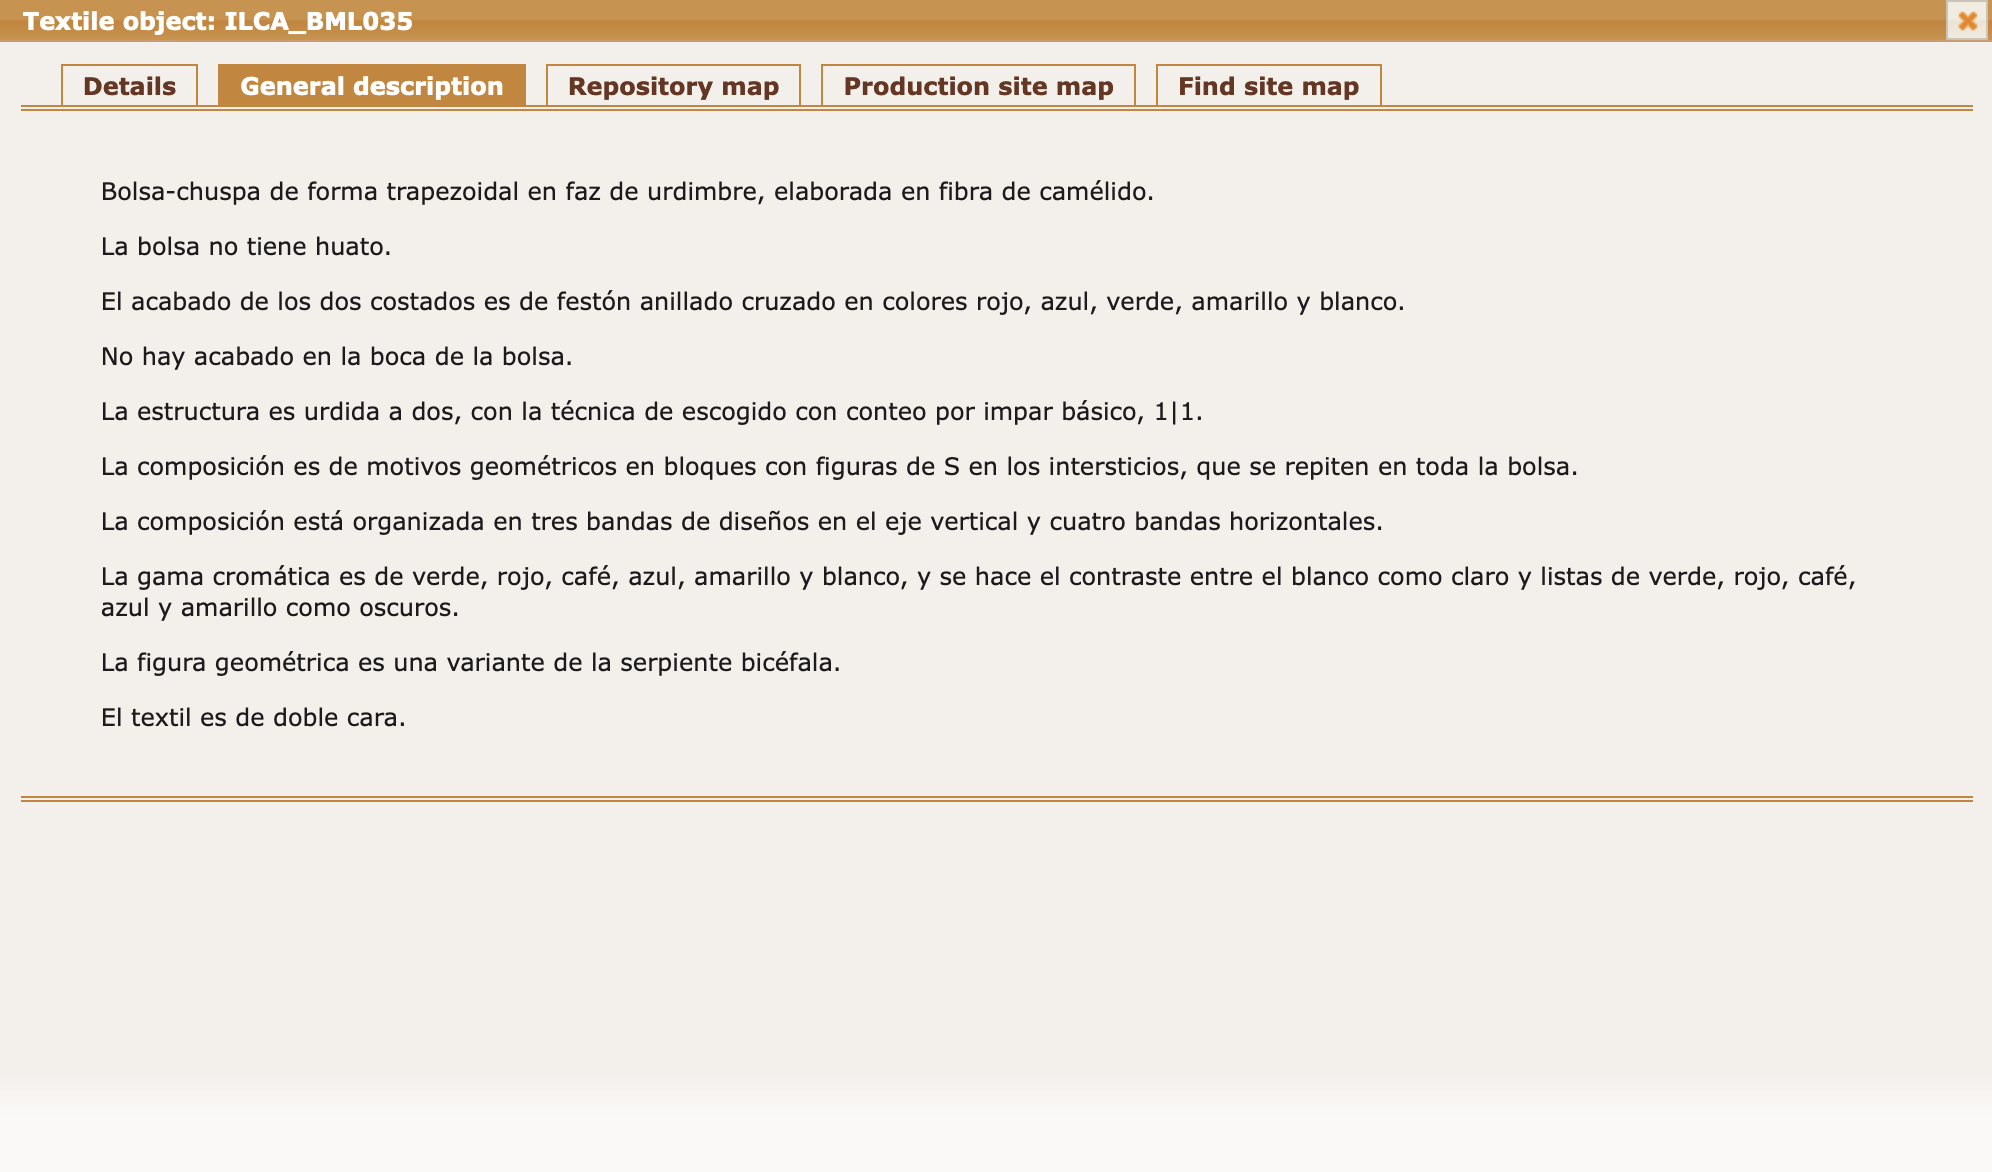 Textile object: ILCA_BML035
Details
General description
Repository map
Production site map
Find site map
Bolsa-chuspa de forma trapezoidal en faz de urdimbre, elaborada en fibra de camélido.
La bolsa no tiene huato.
El acabado de los dos costados es de festón anillado cruzado en colores rojo, azul, verde, amarillo y blanco.
No hay acabado en la boca de la bolsa.
La estructura es urdida a dos, con la técnica de escogido con conteo por impar básico, 1|1.
La composición es de motivos geométricos en bloques con figuras de S en los intersticios, que se repiten en toda la bolsa.
La composición está organizada en tres bandas de diseños en el eje vertical y cuatro bandas horizontales.
La gama cromática es de verde, rojo, café, azul, amarillo y blanco, y se hace el contraste entre el blanco como claro y listas de verde, rojo, café,
azul y amarillo como oscuros.
La figura geométrica es una variante de la serpiente bicéfala.
El textil es de doble cara.